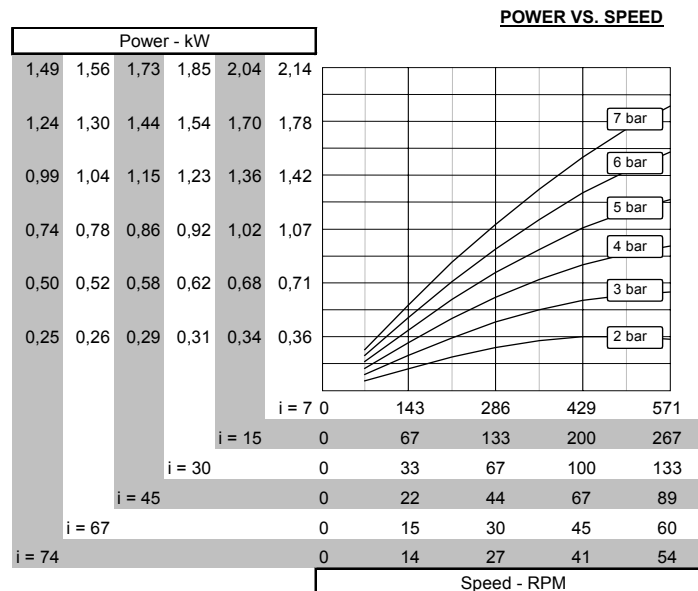 POWER VS. SPEED
Power - kW
1,49 1,56 1,73 1,85 2,04 2,14
1,24 1,30 1,44 1,54 1,70 1,78
0,99 1,04 1,15 1,23 1,36 1,42
0,74 0,78 0,86 0,92 1,02 1,07
0,50 0,52 0,58 0,62 0,68 0,71
0,25 0,26 0,29 0,31 0,34 0,36
7 bar
6 bar
5 bar
4 bar
3 bar
2 bar
i = 7 0 143 286 429 571
i = 15 0 67 133 200 267
i = 30 0 33 67 100 133
i = 45 0 22 44 67 89
i = 67 0 15 30 45 60
i = 74 0 14 27 41 54
Speed - RPM